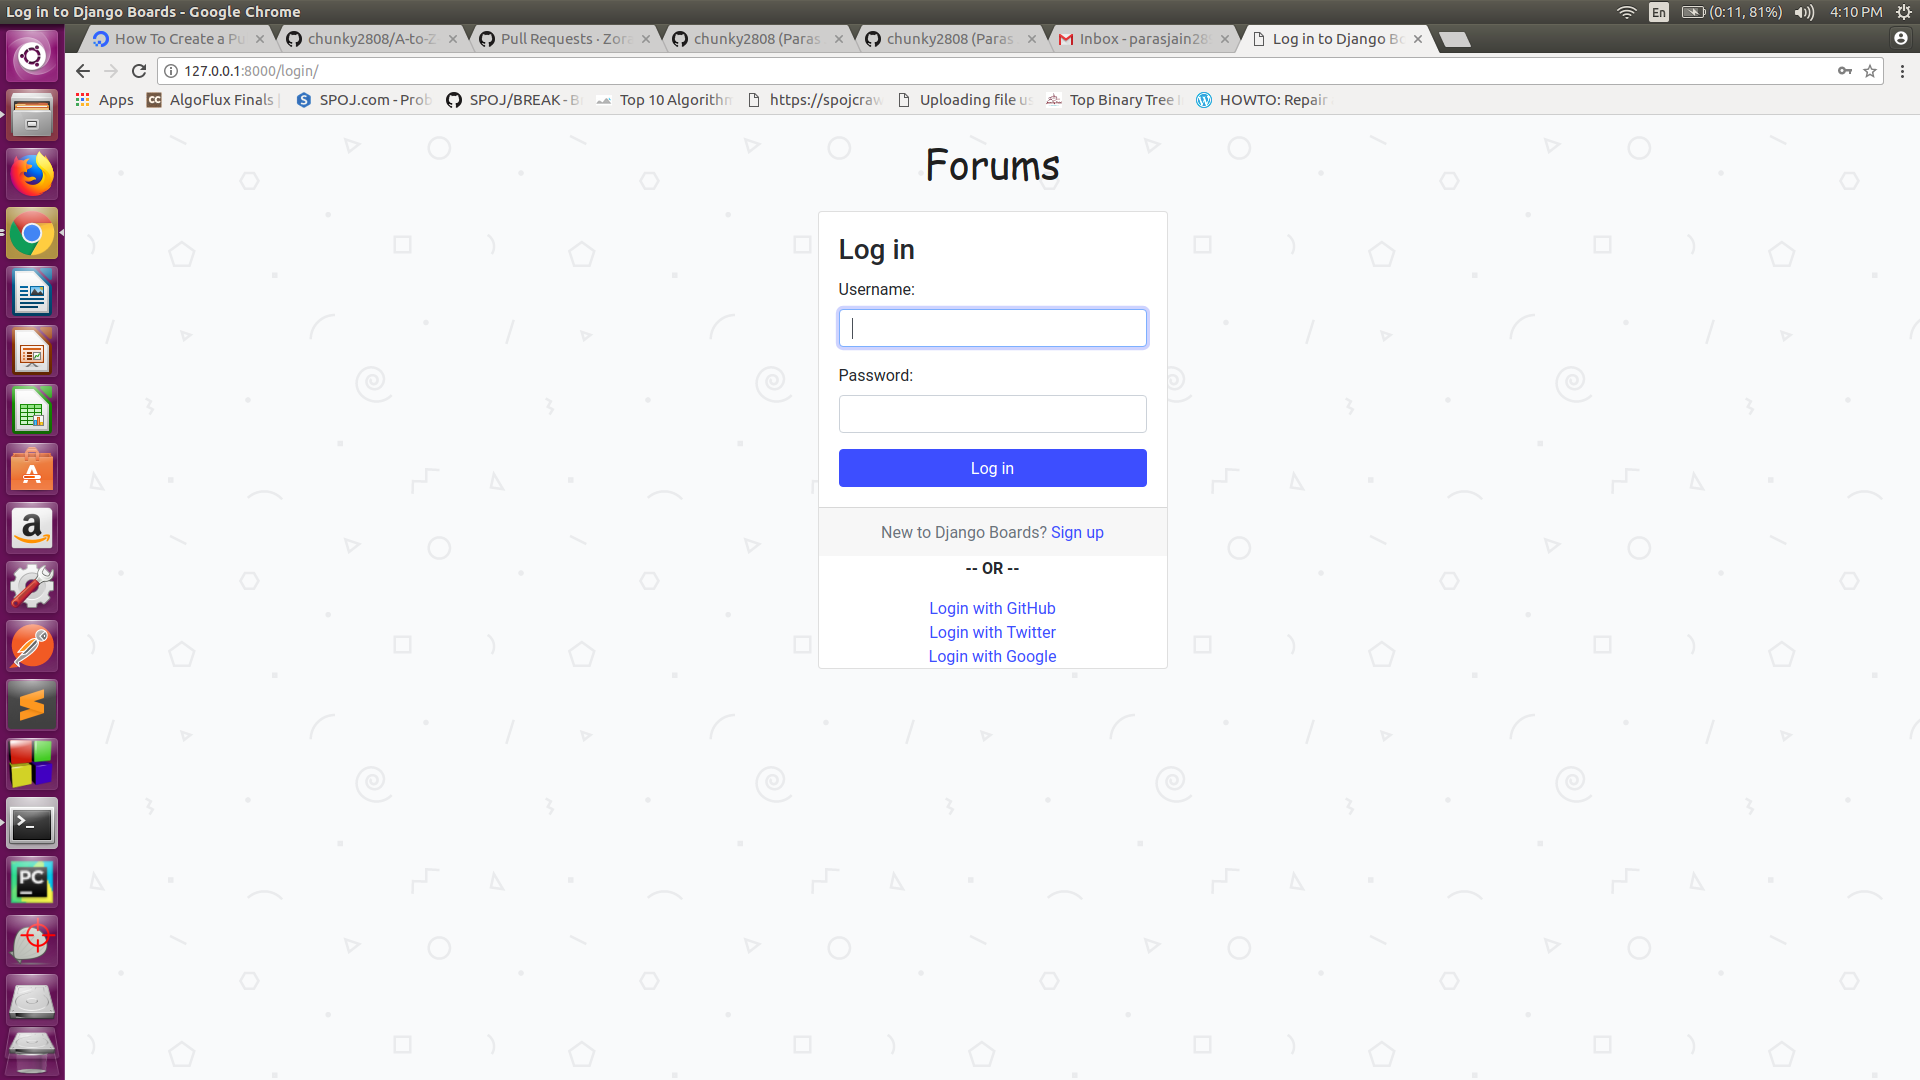 Log in to Django Boards - Google Chrome
En
(0:11, 81%)
4:10 PM
How To Create a Pu
chunky2808/A-to-Z
Pull Requests · Zora
chunky2808 (Paras
chunky2808 (Paras
Inbox - parasjain28
Log in to Django Bo
127.0.0.1:8000/login/
Apps
AlgoFlux Finals
SPOJ.com - Prob
SPOJ/BREAK - B
Top 10 Algorithm
https://spojcraw
Uploading file u
Top Binary Tree
HOWTO: Repair
Forums
Log in
Username:
Password:
Log in
New to Django Boards? Sign up
-- OR --
Login with GitHub
Login with Twitter
Login with Google
PC